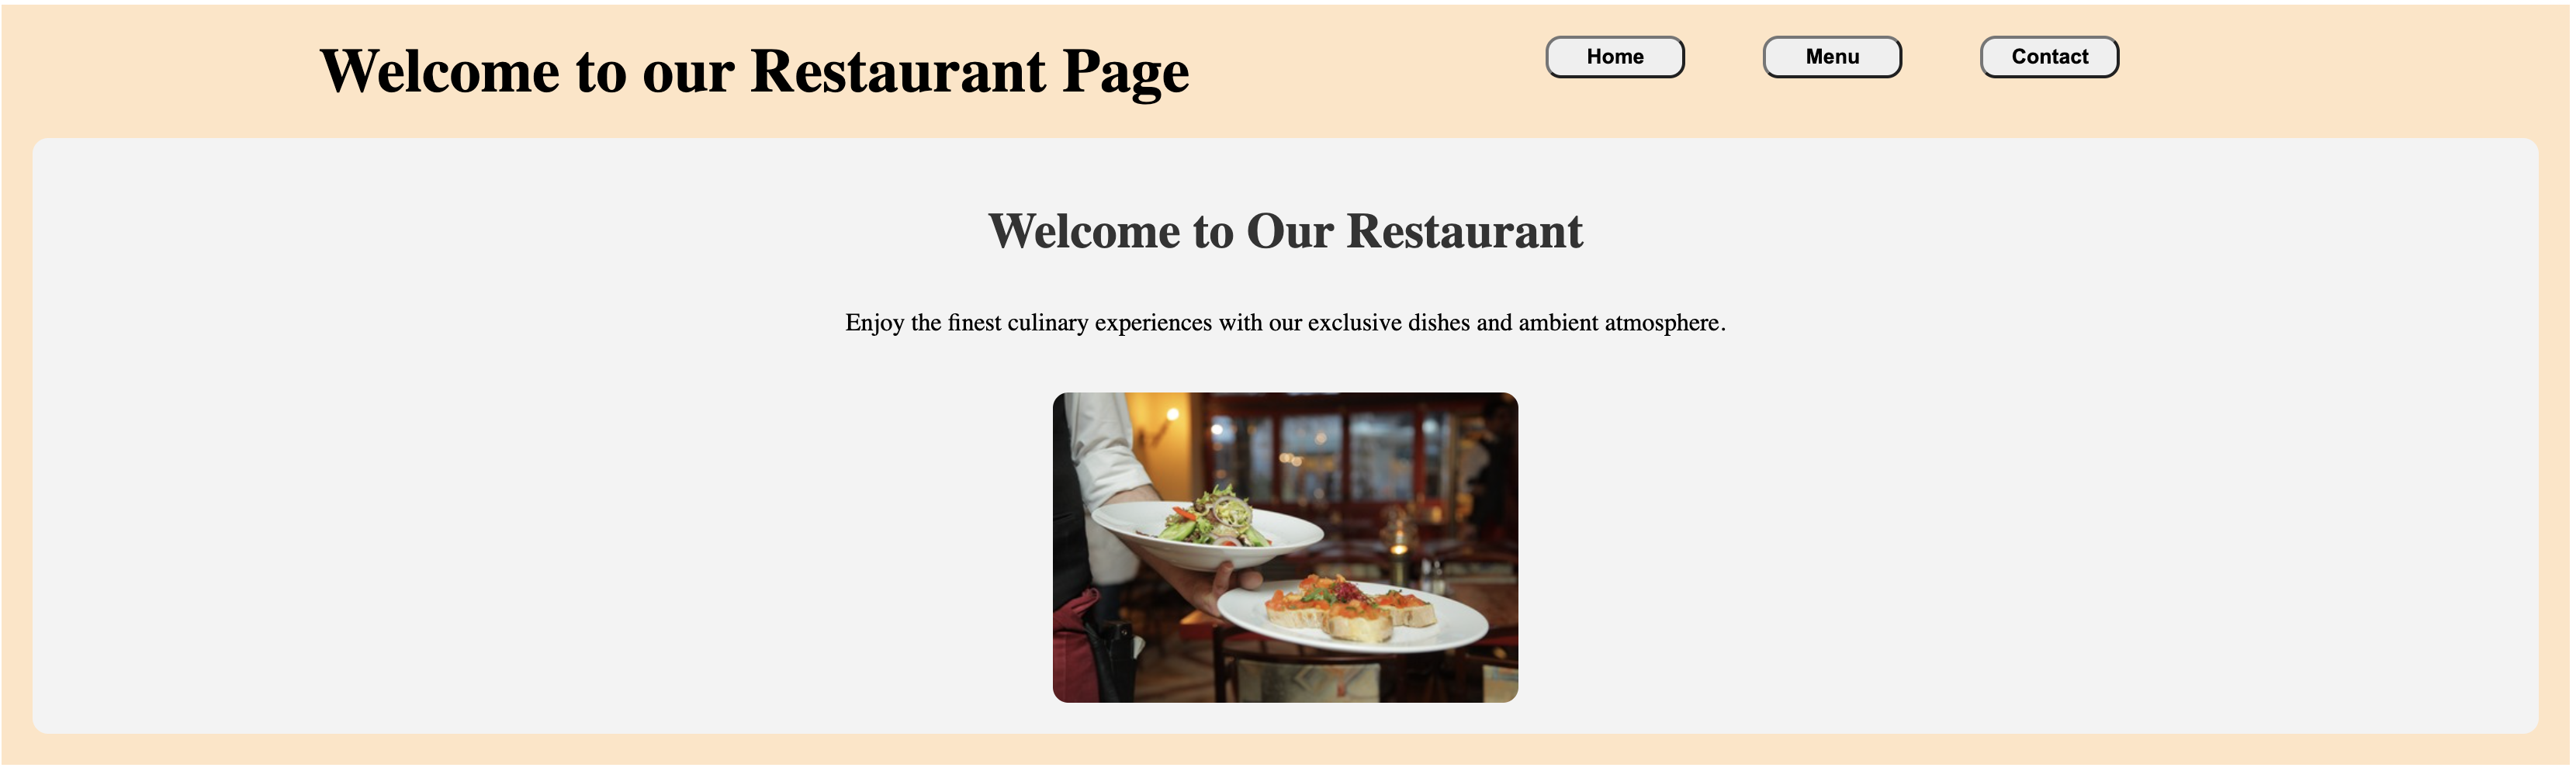 Welcome to our Restaurant Page
Home
Menu
Contact
Welcome to Our Restaurant
Enjoy the finest culinary experiences with our exclusive dishes and ambient atmosphere.